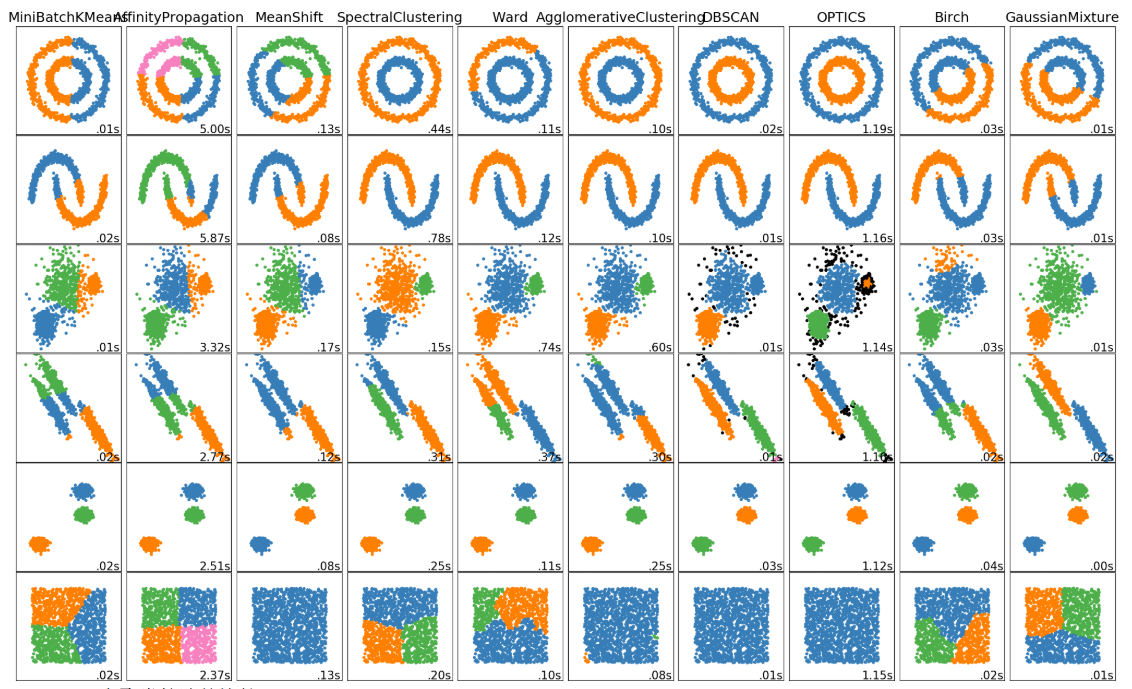 MiniBatchKMeans AffinityPropagation MeanShift SpectralClustering Ward AgglomerativeClustering DBSCAN OPTICS Birch GaussianMixture
.01s 5.00s .13s .44s .11s .10s .02s 1.19s .03s .01s
.02s 5.87s .08s .78s .12s .10s .01s 1.16s .03s .01s
.01s 3.32s .17s .15s .74s .60s .01s 1.14s .03s .01s
.02s 2.77s .12s .31s .37s .30s .01s 1.10s .02s .02s
.02s 2.51s .08s .25s .11s .25s .03s 1.12s .04s .00s
.02s 2.37s .13s .20s .10s .08s .01s 1.15s .02s .01s